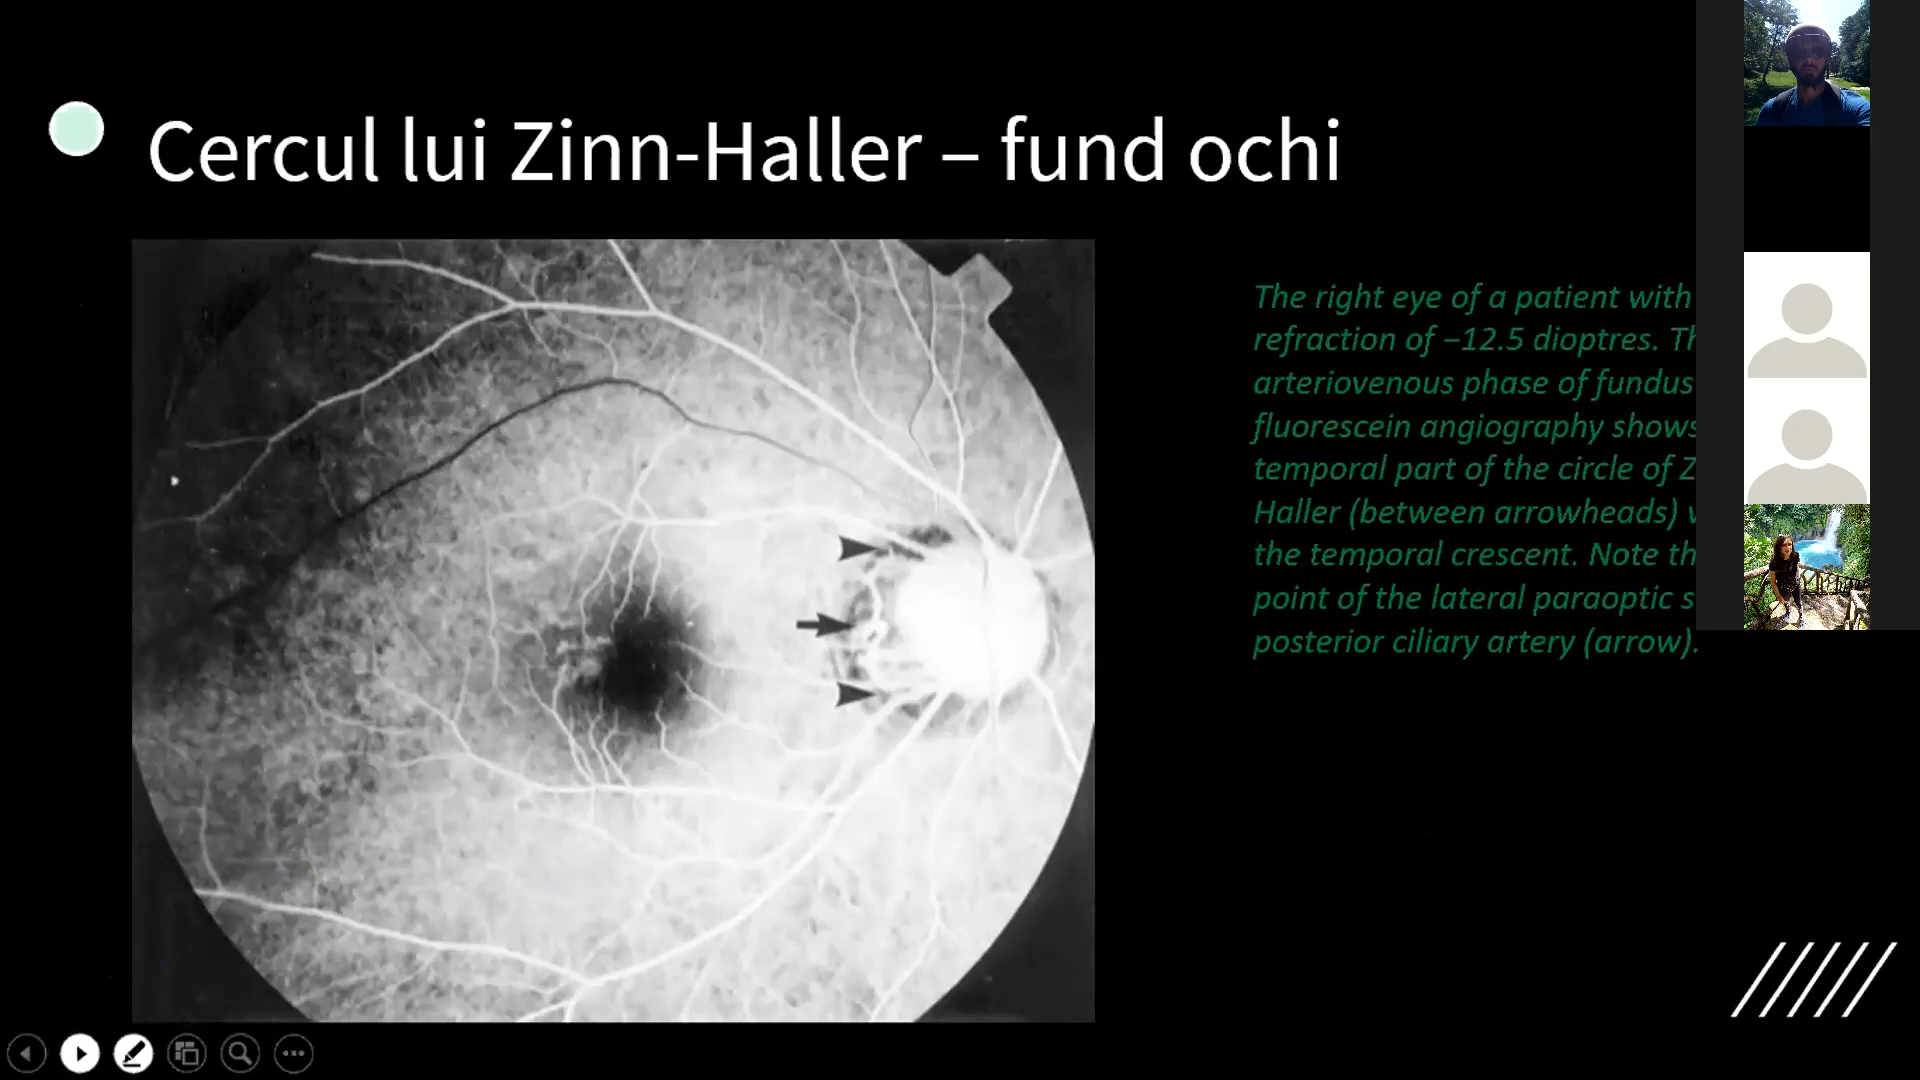 Cercul lui Zinn-Haller – fund ochi
The right eye of a patient with
refraction of –12.5 dioptres.
arteriovenous phase of fundus
fluorescein angiography shows
temporal part of the circle of
Haller (between arrowheads)
the temporal crescent. Note
point of the lateral paraoptic
posterior ciliary artery (arrow).